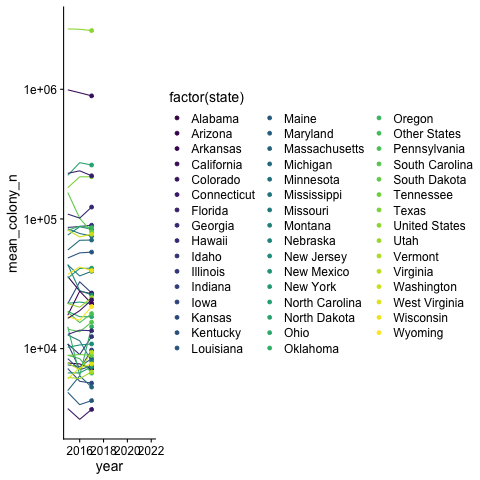 mean_colony_n
1e+06
1e+05
1e+04
2016 2018 2020 2022
year
factor(state)
Alabama
Arizona
Arkansas
California
Colorado
Connecticut
Florida
Georgia
Hawaii
Idaho
Illinois
Indiana
Iowa
Kansas
Kentucky
Louisiana
Maine
Maryland
Massachusetts
Michigan
Minnesota
Mississippi
Missouri
Montana
Nebraska
New Jersey
New Mexico
New York
North Carolina
North Dakota
Ohio
Oklahoma
Oregon
Other States
Pennsylvania
South Carolina
South Dakota
Tennessee
Texas
United States
Utah
Vermont
Virginia
Washington
West Virginia
Wisconsin
Wyoming